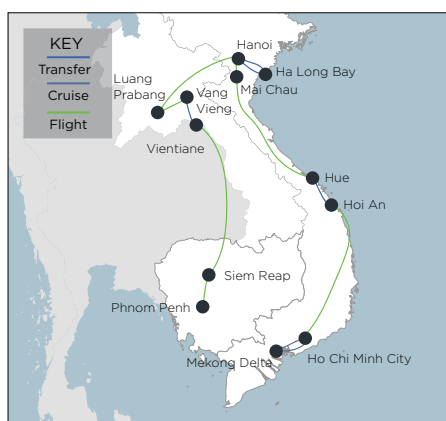 KEY
Transfer
Cruise
Flight
Hanoi
Ha Long Bay
Mai Chau
Luang
Prabang
Vang
Vieng
Vientiane
Hue
Hoi An
Siem Reap
Phnom Penh
Mekong Delta
Ho Chi Minh City